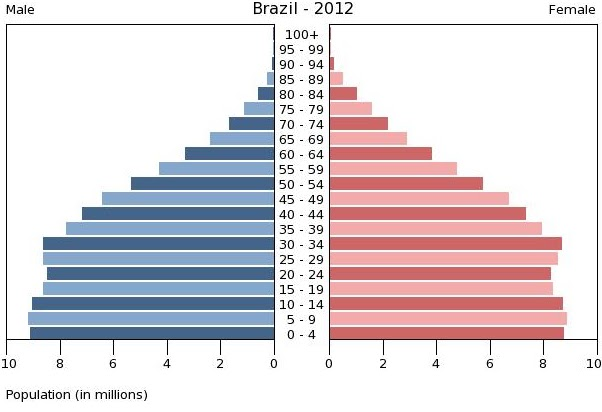 Male Brazil - 2012 Female
100+
95 - 99
90 - 94
85 - 89
80 - 84
75 - 79
70 - 74
65 - 69
60 - 64
55 - 59
50 - 54
45 - 49
40 - 44
35 - 39
30 - 34
25 - 29
20 - 24
15 - 19
10 - 14
5 - 9
0 - 4
10 8 6 4 2 0 0 2 4 6 8 10
Population (in millions)